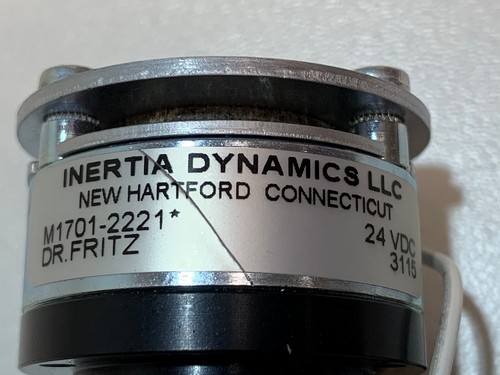 INERTIA DYNAMICS LLC
NEW HARTFORD CONNECTICUT
M1701-2221* 24 VDC
DR.FRITZ 3115